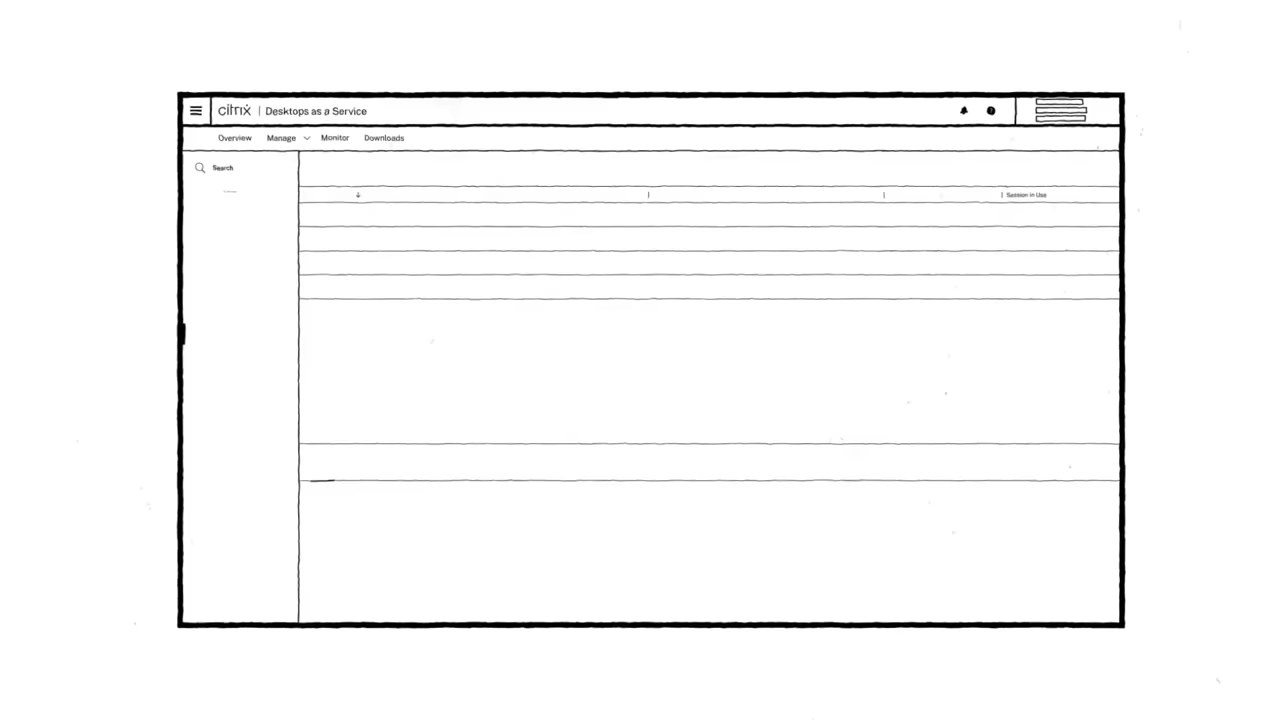 citrix | Desktops as a Service
Overview Manage Monitor Downloads
Search
Session in Use